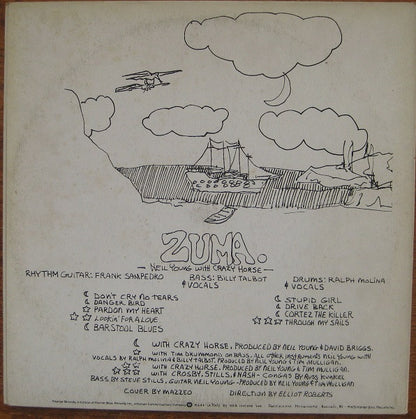 ZUMA.
- NEIL YOUNG WITH CRAZY HORSE -
RHYTHM GUITAR: FRANK SAMPEDRO BASS: BILLY TALBOT DRUMS: RALPH MOLINA
& VOCALS & VOCALS
DON'T CRY NO TEARS
DANGER BIRD
PARDON MY HEART
Lookin' FOR A LOVE
BARSTOOL BLUES
STUPID GIRL
DRIVE BACK
CORTEZ THE KILLER
THROUGH MY SAILS
WITH CRAZY HORSE, PRODUCED BY NEIL YOUNG & DAVID BRIGGS.
WITH TIM DRUMMOND ON BASS. ALL OTHER INSTRUMENTS NEIL YOUNG WITH
VOCALS BY RALPH MOLINA & BILLY TALBOT. PRODUCED BY NEIL YOUNG & TIM MULLIGAN
WITH CRAZY HORSE. PRODUCED BY NEIL YOUNG & TIM MULLIGAN.
WITH CROSBY, STILLS, & NASH - CONGAS BY RUSS KUNKEL
BASS BY STEVE STILLS, GUITAR NEIL YOUNG - PRODUCED BY NEIL YOUNG & TIM MULLIGAN
COVER BY MAZZEO DIRECTION BY ELLIOT ROBERTS